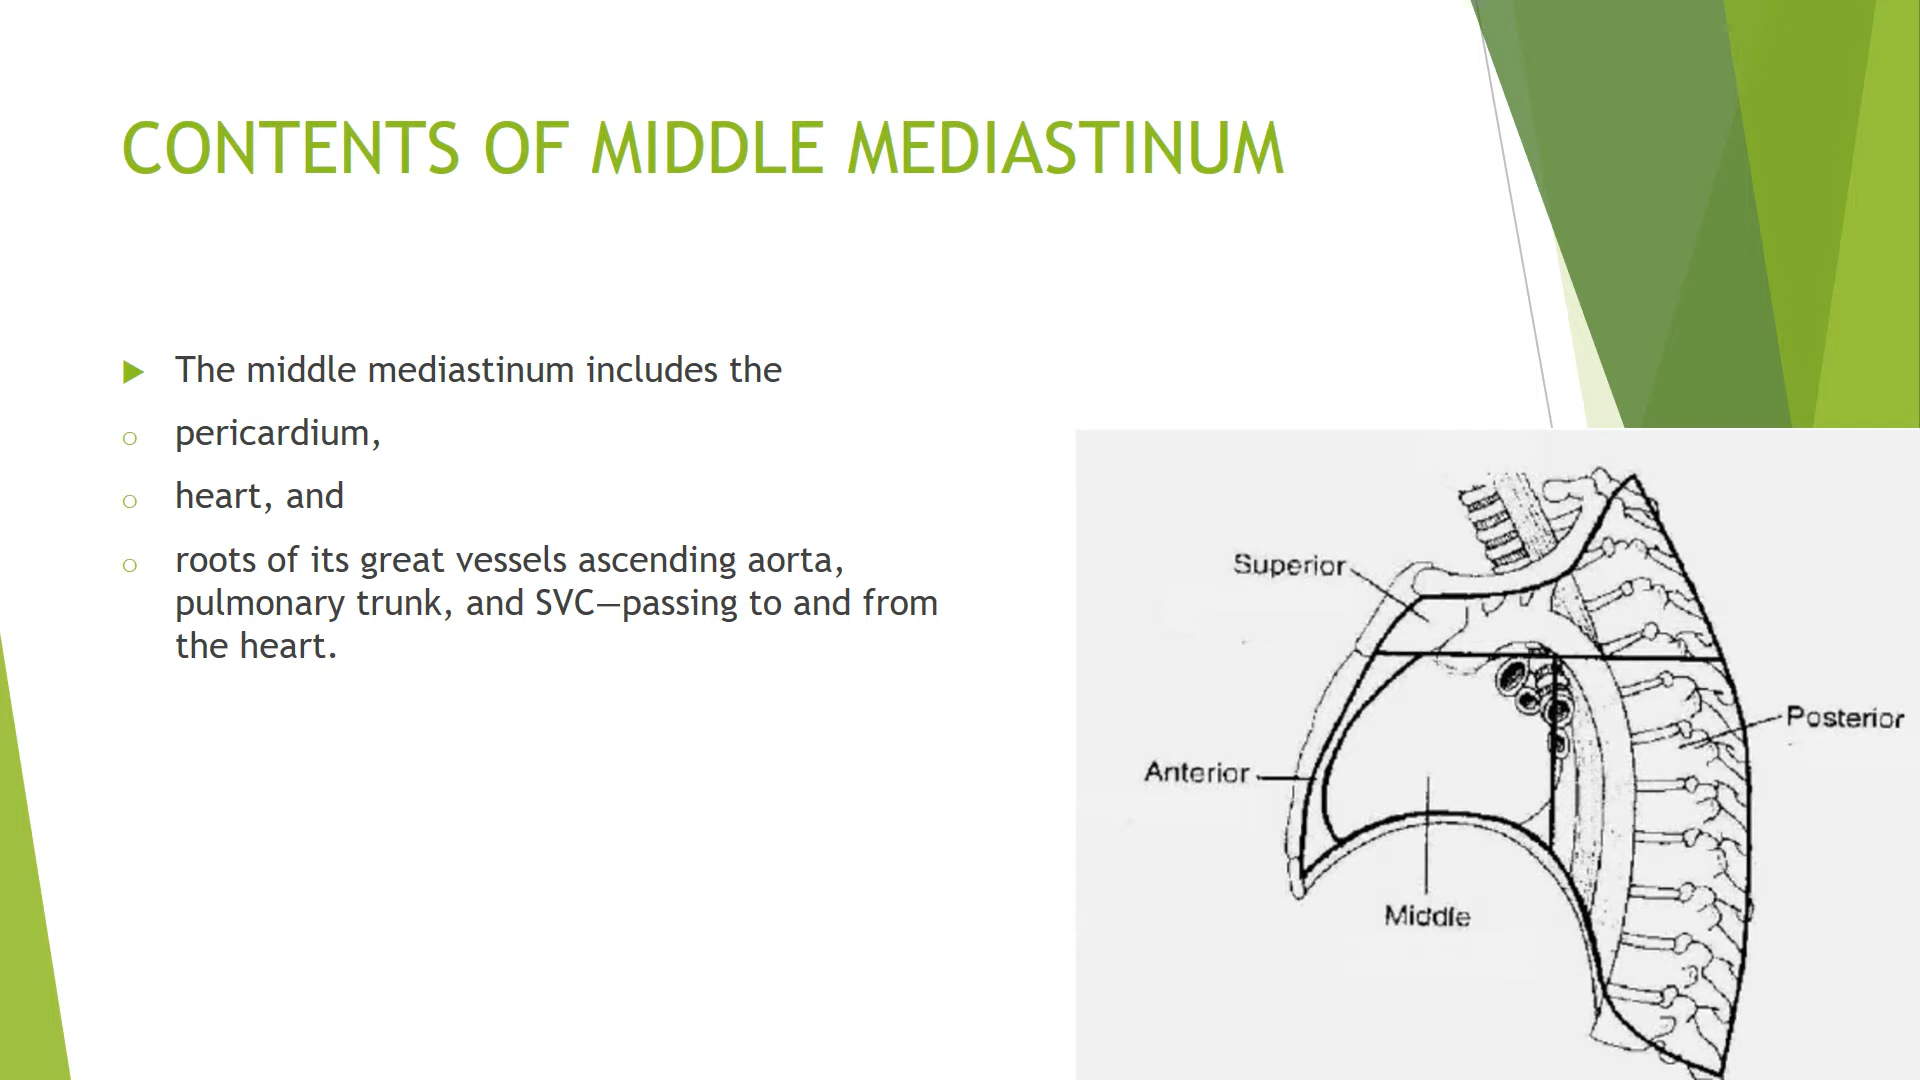 CONTENTS OF MIDDLE MEDIASTINUM
The middle mediastinum includes the
pericardium,
heart, and
roots of its great vessels ascending aorta,
pulmonary trunk, and SVC—passing to and from
the heart.
Superior
Posterior
Anterior
Middle